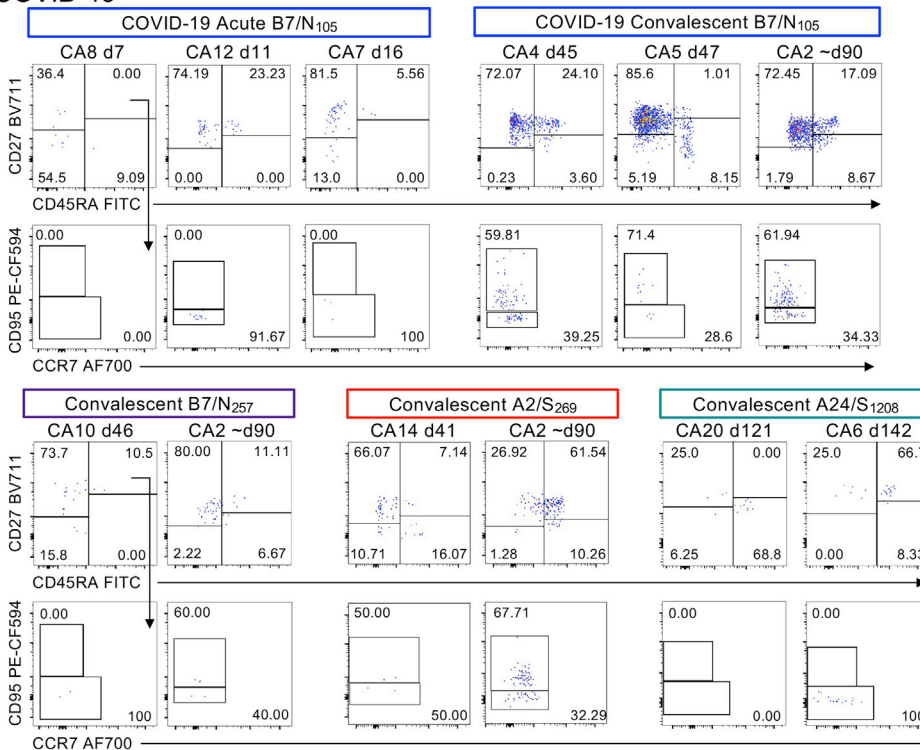 COVID-19 Acute B7/N105 COVID-19 Convalescent B7/N105
CA8 d7 CA12 d11 CA7 d16 CA4 d45 CA5 d47 CA2 ~d90
36.4 0.00 74.19 23.23 81.5 5.56 72.07 24.10 85.6 1.01 72.45 17.09
CD27 BV711
54.5 9.09 0.00 0.00 13.0 0.00 0.23 3.60 5.19 8.15 1.79 8.67
CD45RA FITC
0.00 0.00 0.00 59.81 71.4 61.94
CD95 PE-CF594
0.00 91.67 100 39.25 28.6 34.33
CCR7 AF700
Convalescent B7/N257 Convalescent A2/S269 Convalescent A24/S1208
CA10 d46 CA2 ~d90 CA14 d41 CA2 ~d90 CA20 d121 CA6 d142
73.7 10.5 80.00 11.11 66.07 7.14 26.92 61.54 25.0 0.00 25.0 66.7
CD27 BV711
15.8 0.00 2.22 6.67 10.71 16.07 1.28 10.26 6.25 68.8 0.00 8.33
CD45RA FITC
0.00 60.00 50.00 67.71 0.00 0.00
CD95 PE-CF594
100 40.00 50.00 32.29 0.00 100
CCR7 AF700